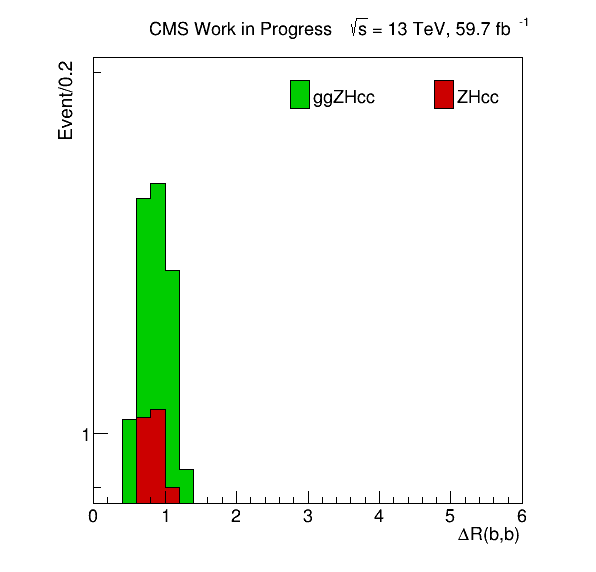 CMS Work in Progress √s = 13 TeV, 59.7 fb⁻¹
Event/0.2
ggZHcc ZHcc
1
0 1 2 3 4 5 6
ΔR(b,b)